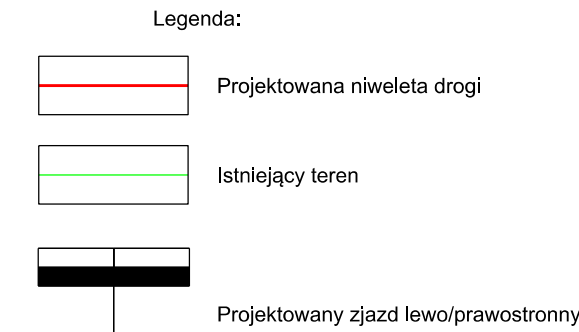 Legenda:
Projektowana niweleta drogi
Istniejący teren
Projektowany zjazd lewo/prawostronny